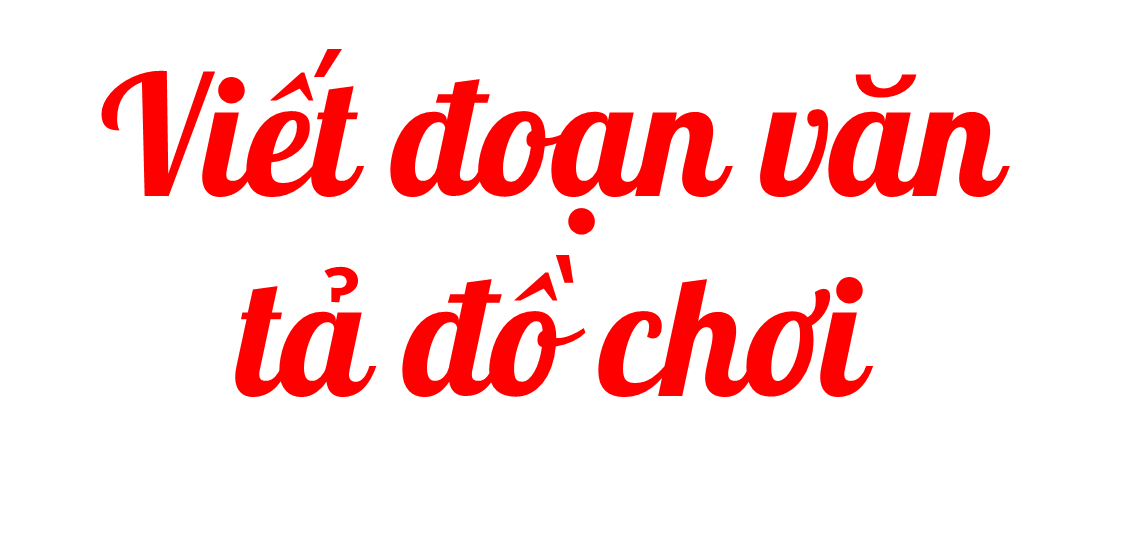 Viết đoạn văn
tả đồ chơi